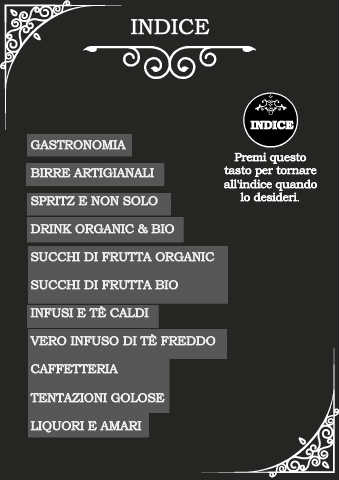 INDICE
INDICE
Premi questo
tasto per tornare
all'indice quando
lo desideri.
GASTRONOMIA
BIRRE ARTIGIANALI
SPRITZ E NON SOLO
DRINK ORGANIC & BIO
SUCCHI DI FRUTTA ORGANIC
SUCCHI DI FRUTTA BIO
INFUSI E TÈ CALDI
VERO INFUSO DI TÈ FREDDO
CAFFETTERIA
TENTAZIONI GOLOSE
LIQUORI E AMARI